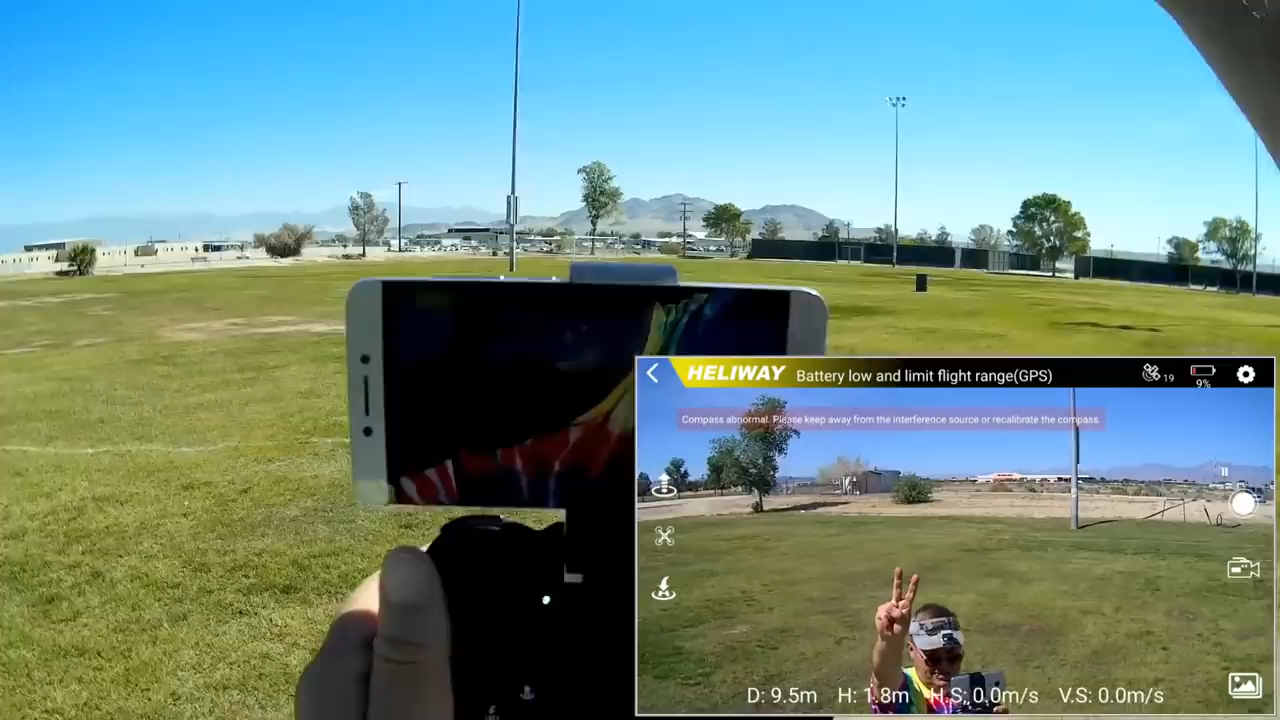 HELIWAY
Battery low and limit flight range(GPS)
19
9%
Compass abnormal. Please keep away from the interference source or recalibrate the compass.
D: 9.5m H: 1.8m H.S: 0.0m/s V.S: 0.0m/s